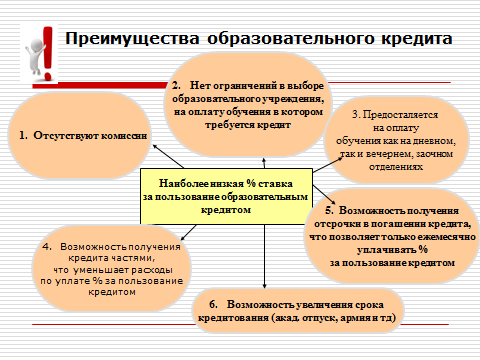 Преимущества образовательного кредита
2. Нет ограничений в выборе
образовательного учреждения,
на оплату обучения в котором
требуется кредит
1. Отсутствуют комиссии
3. Предоставляется
на оплату
обучения как на дневном,
так и вечернем, заочном
отделениях
Наиболее низкая % ставка
за пользование образовательным
кредитом
5. Возможность получения
отсрочки в погашении кредита,
что позволяет только ежемесячно
уплачивать %
за пользование кредитом
4. Возможность получения
кредита частями,
что уменьшает расходы
по уплате % за пользование
кредитом
6. Возможность увеличения срока
кредитования (акад. отпуск, армия и тд)